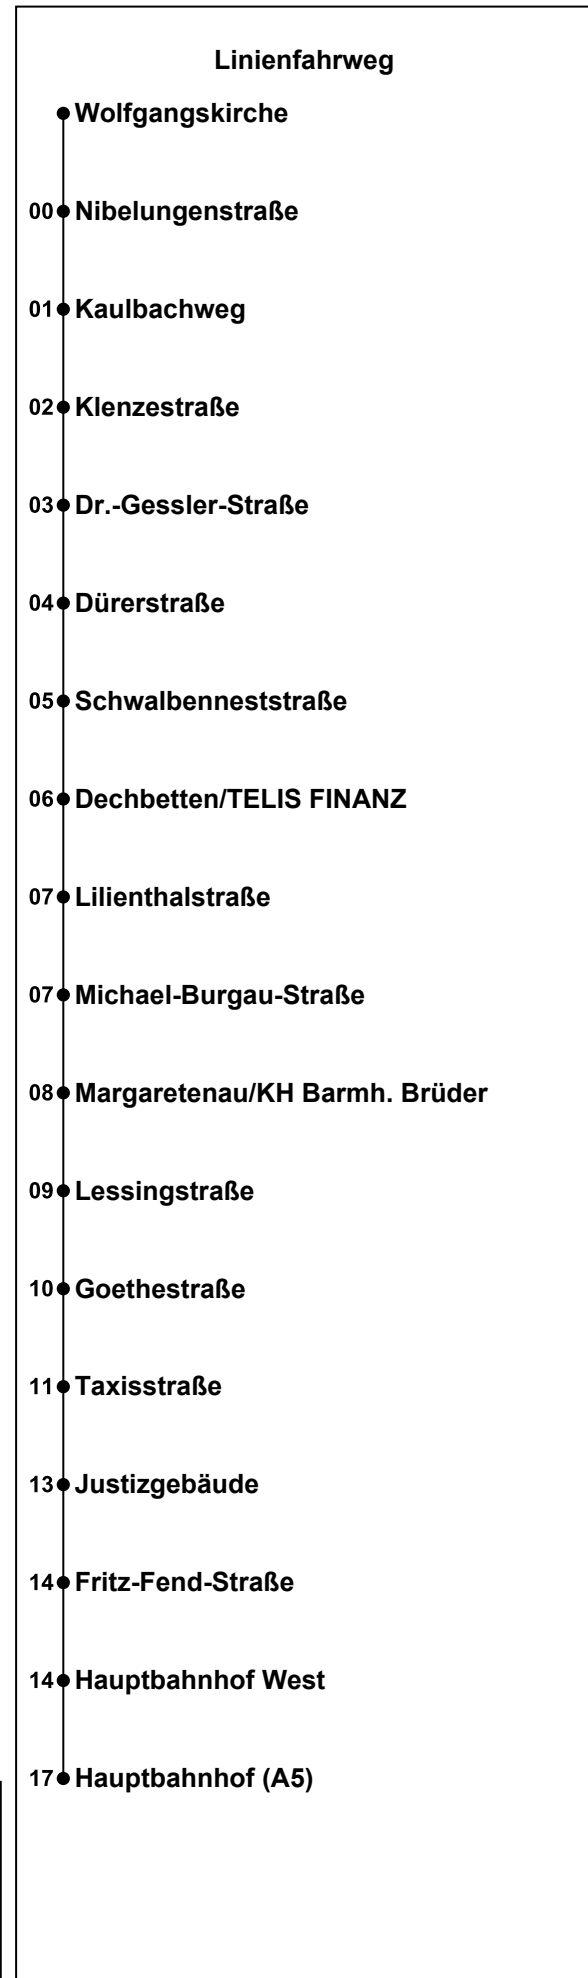 Linienfahrweg
Wolfgangskirche
00 Nibelungenstraße
01 Kaulbachweg
02 Klenzestraße
03 Dr.-Gessler-Straße
04 Dürerstraße
05 Schwalbenneststraße
06 Dechbetten/TELIS FINANZ
07 Lilienthalstraße
07 Michael-Burgau-Straße
08 Margaretenau/KH Barmh. Brüder
09 Lessingstraße
10 Goethestraße
11 Taxisstraße
13 Justizgebäude
14 Fritz-Fend-Straße
14 Hauptbahnhof West
17 Hauptbahnhof (A5)